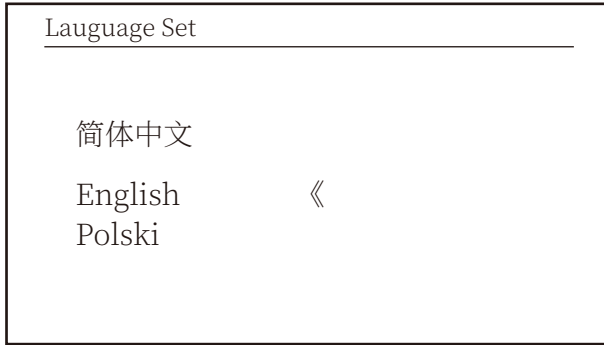 Lauguage Set
简体中文
English 《
Polski